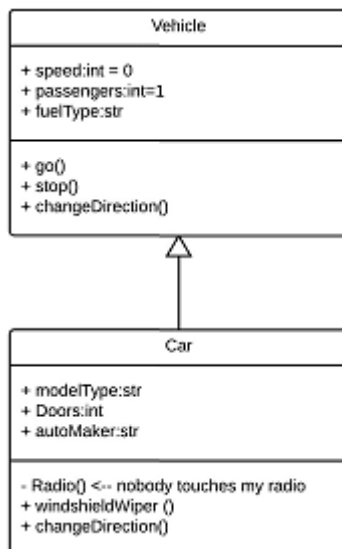 Vehicle
+ speed:int = 0
+ passengers:int=1
+ fuelType:str
+ go()
+ stop()
+ changeDirection()
Car
+ modelType:str
+ Doors:int
+ autoMaker:str
- Radio() <-- nobody touches my radio
+ windshieldWiper ()
+ changeDirection()